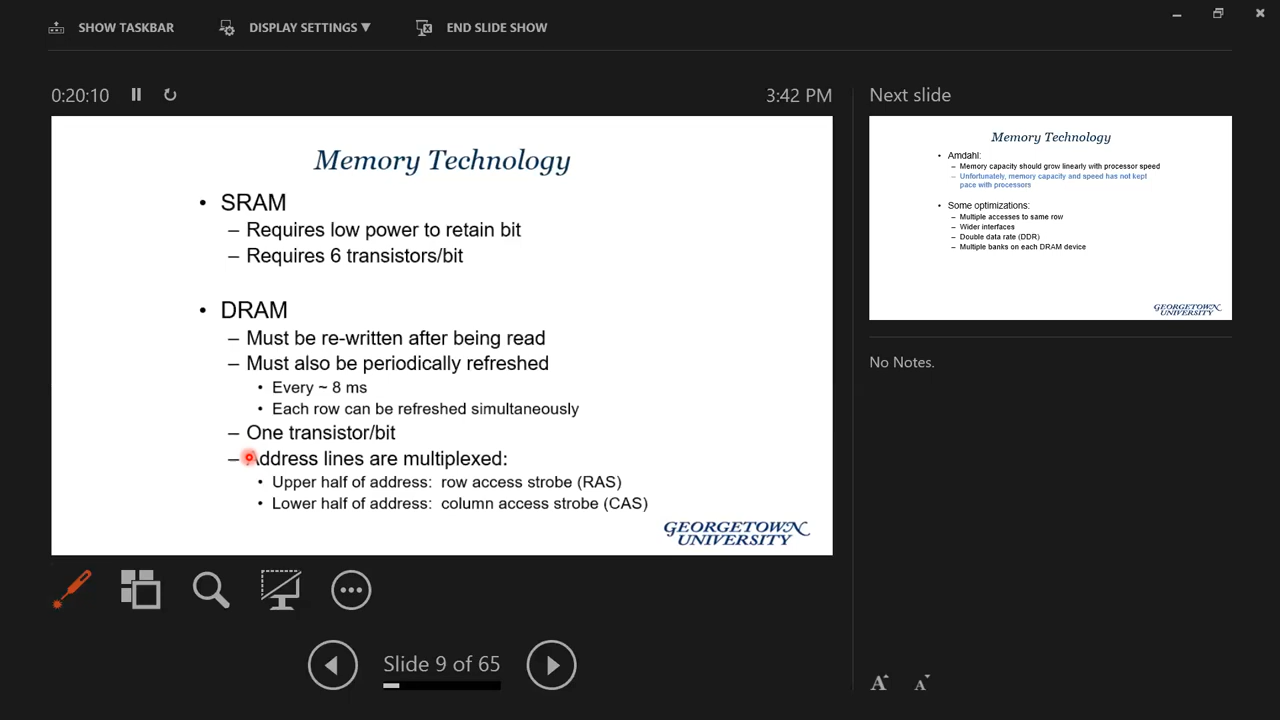 SHOW TASKBAR
DISPLAY SETTINGS ▼
END SLIDE SHOW
0:20:10
3:42 PM
Memory Technology
• SRAM
– Requires low power to retain bit
– Requires 6 transistors/bit
• DRAM
– Must be re-written after being read
– Must also be periodically refreshed
• Every ~ 8 ms
• Each row can be refreshed simultaneously
– One transistor/bit
– Address lines are multiplexed:
• Upper half of address: row access strobe (RAS)
• Lower half of address: column access strobe (CAS)
GEORGETOWN
UNIVERSITY
Slide 9 of 65
Next slide
Memory Technology
• Amdahl:
– Memory capacity should grow linearly with processor speed
– Unfortunately, memory capacity and speed has not kept
pace with processors
• Some optimizations:
– Multiple accesses to same row
– Wider interfaces
– Double data rate (DDR)
– Multiple banks on each DRAM device
GEORGETOWN
UNIVERSITY
No Notes.
A A